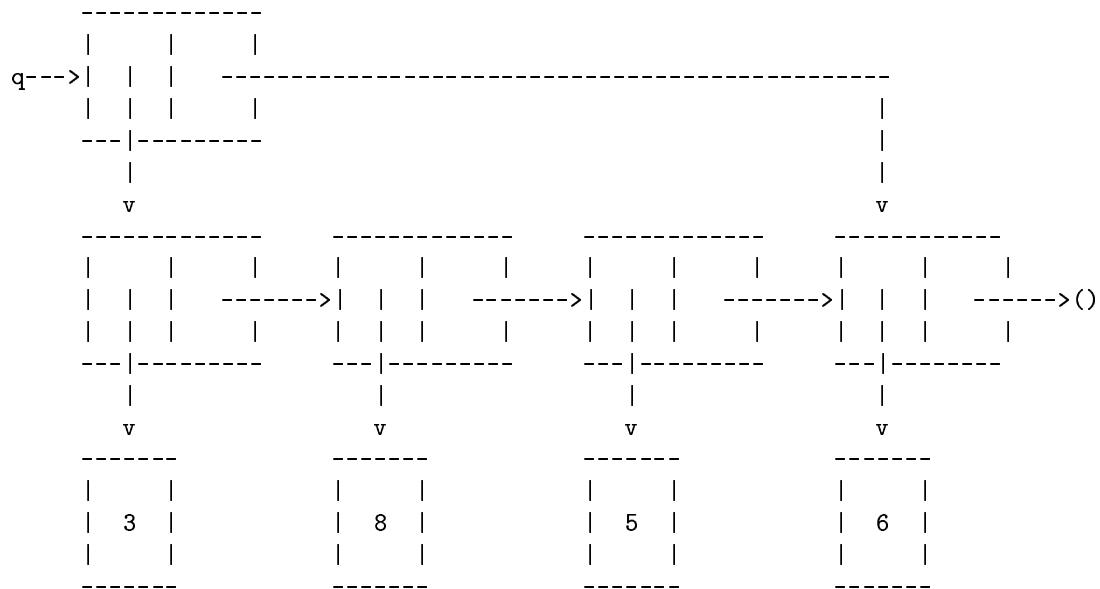 -------------
 |     |     |
q--->|  |  |   ------------------------------------------------
 |  |  |     |                                            |
 ---|---------                                            |
    |                                                     |
    v                                                     v
 -------------     -------------     -------------     ------------
 |     |     |     |     |     |     |     |     |     |     |     |
 |  |  |   ------->|  |  |   ------->|  |  |   ------->|  |  |   ------->()
 |  |  |     |     |  |  |     |     |  |  |     |     |  |  |     |
 ---|---------     ---|---------     ---|---------     ---|--------
    |                 |                 |                 |
    v                 v                 v                 v
 -------           -------           -------           -------
 |     |           |     |           |     |           |     |
 |  3  |           |  8  |           |  5  |           |  6  |
 |     |           |     |           |     |           |     |
 -------           -------           -------           -------